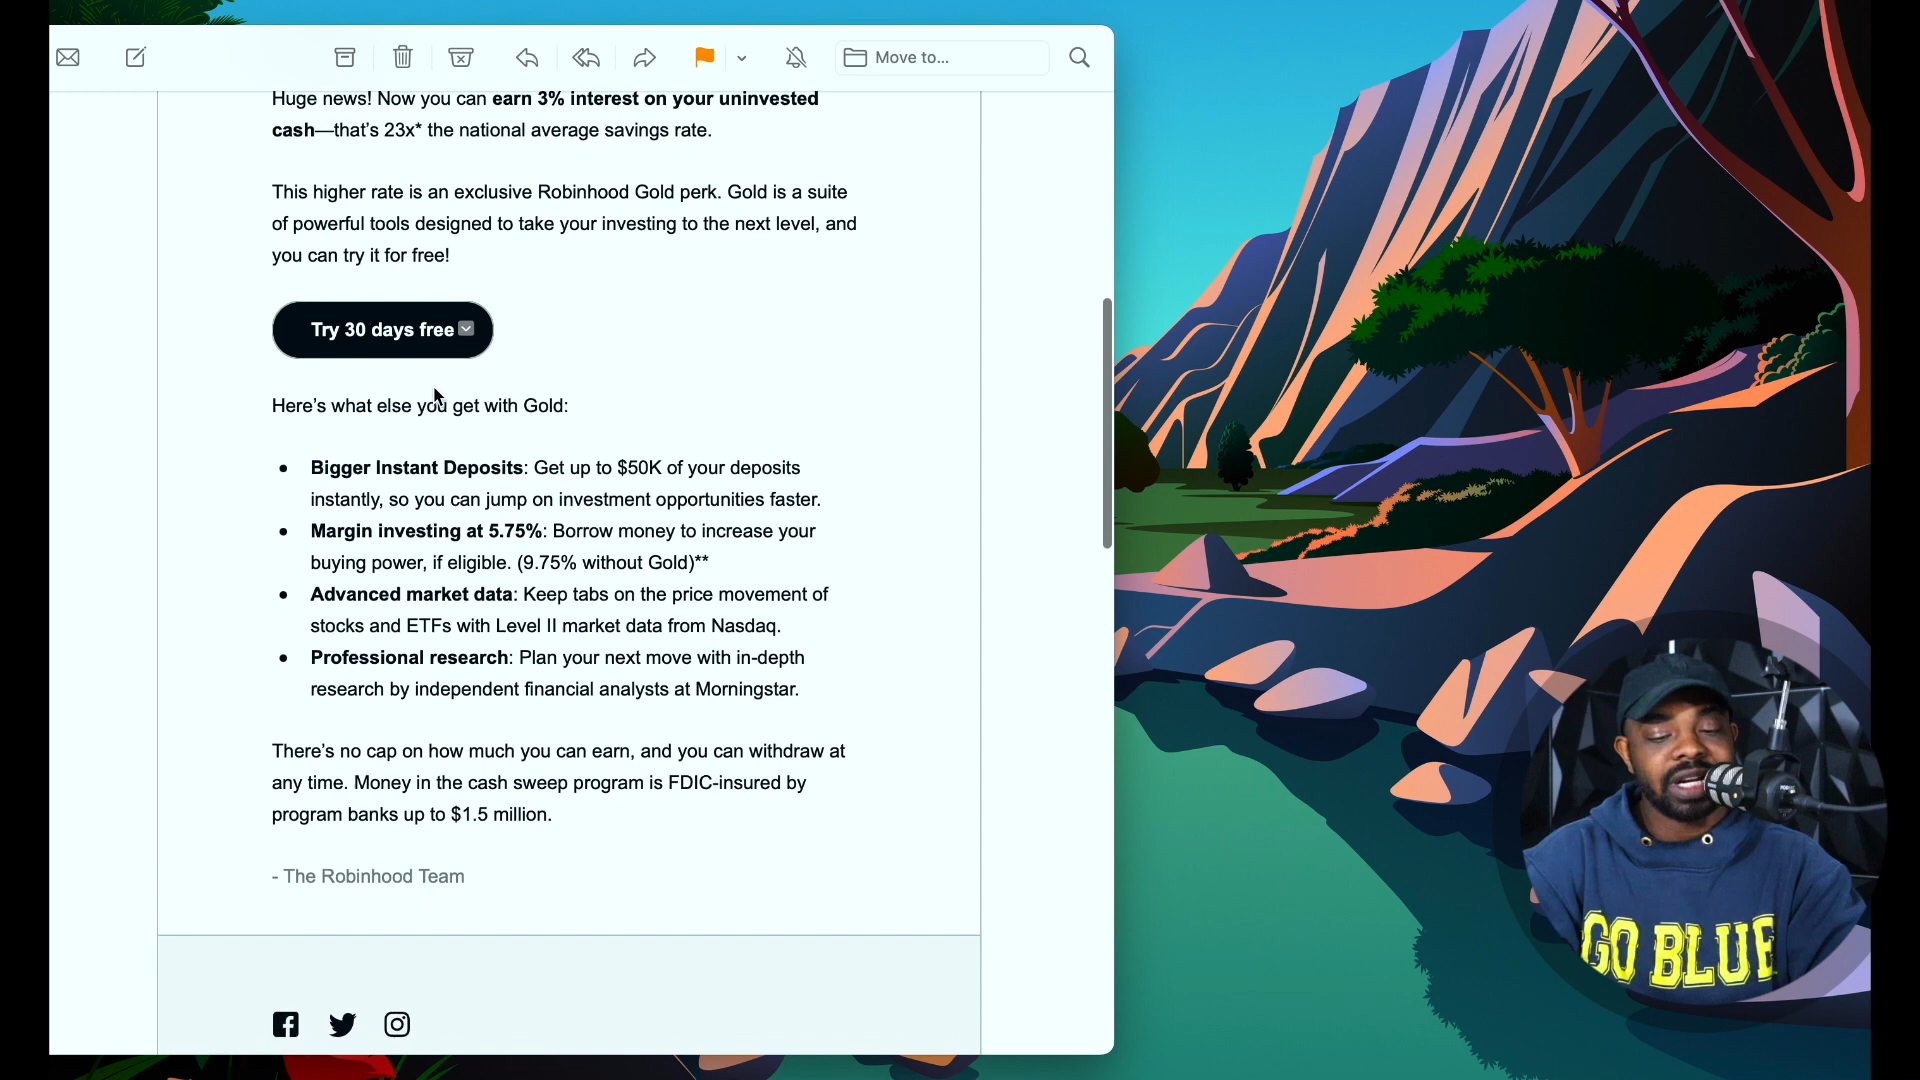 Move to...
Huge news! Now you can earn 3% interest on your uninvested
cash—that’s 23x* the national average savings rate.
This higher rate is an exclusive Robinhood Gold perk. Gold is a suite
of powerful tools designed to take your investing to the next level, and
you can try it for free!
Try 30 days free
Here’s what else you get with Gold:
Bigger Instant Deposits: Get up to $50K of your deposits
instantly, so you can jump on investment opportunities faster.
Margin investing at 5.75%: Borrow money to increase your
buying power, if eligible. (9.75% without Gold)**
Advanced market data: Keep tabs on the price movement of
stocks and ETFs with Level II market data from Nasdaq.
Professional research: Plan your next move with in-depth
research by independent financial analysts at Morningstar.
There’s no cap on how much you can earn, and you can withdraw at
any time. Money in the cash sweep program is FDIC-insured by
program banks up to $1.5 million.
- The Robinhood Team
GO BLUE